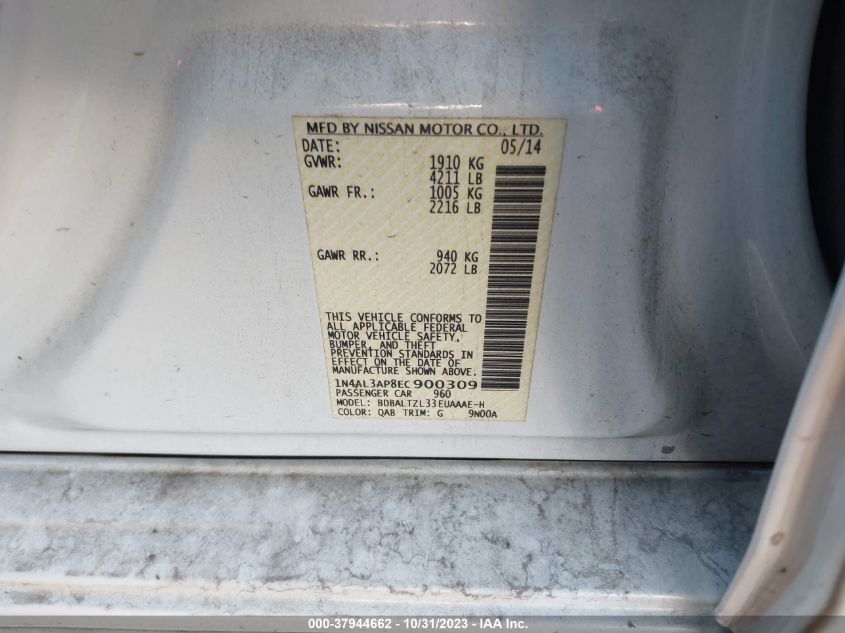 MFD BY NISSAN MOTOR CO., LTD.
DATE: 05/14
GVWR: 1910 KG
4211 LB
GAWR FR.: 1005 KG
2216 LB
GAWR RR.: 940 KG
2072 LB
THIS VEHICLE CONFORMS TO
ALL APPLICABLE FEDERAL
MOTOR VEHICLE SAFETY,
BUMPER, AND THEFT
PREVENTION STANDARDS IN
EFFECT ON THE DATE OF
MANUFACTURE SHOWN ABOVE.
1N4AL3AP8EC900309
PASSENGER CAR 960
MODEL: BDBALTZL33EUAAAE-H
COLOR: QAB TRIM: G 9N00A
000-37944662 - 10/31/2023 - IAA Inc.